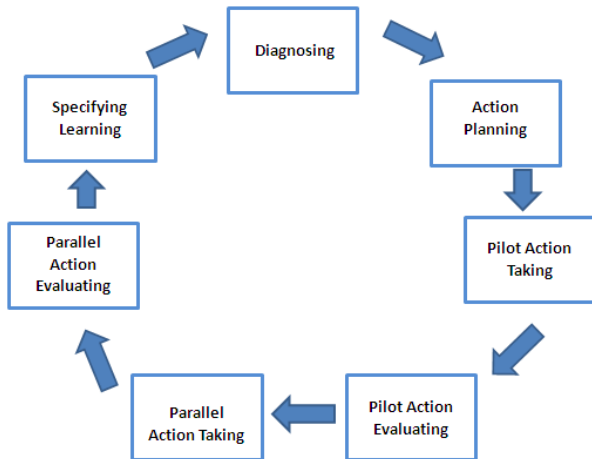 Diagnosing
Action
Planning
Pilot Action
Taking
Pilot Action
Evaluating
Parallel
Action Taking
Parallel
Action
Evaluating
Specifying
Learning